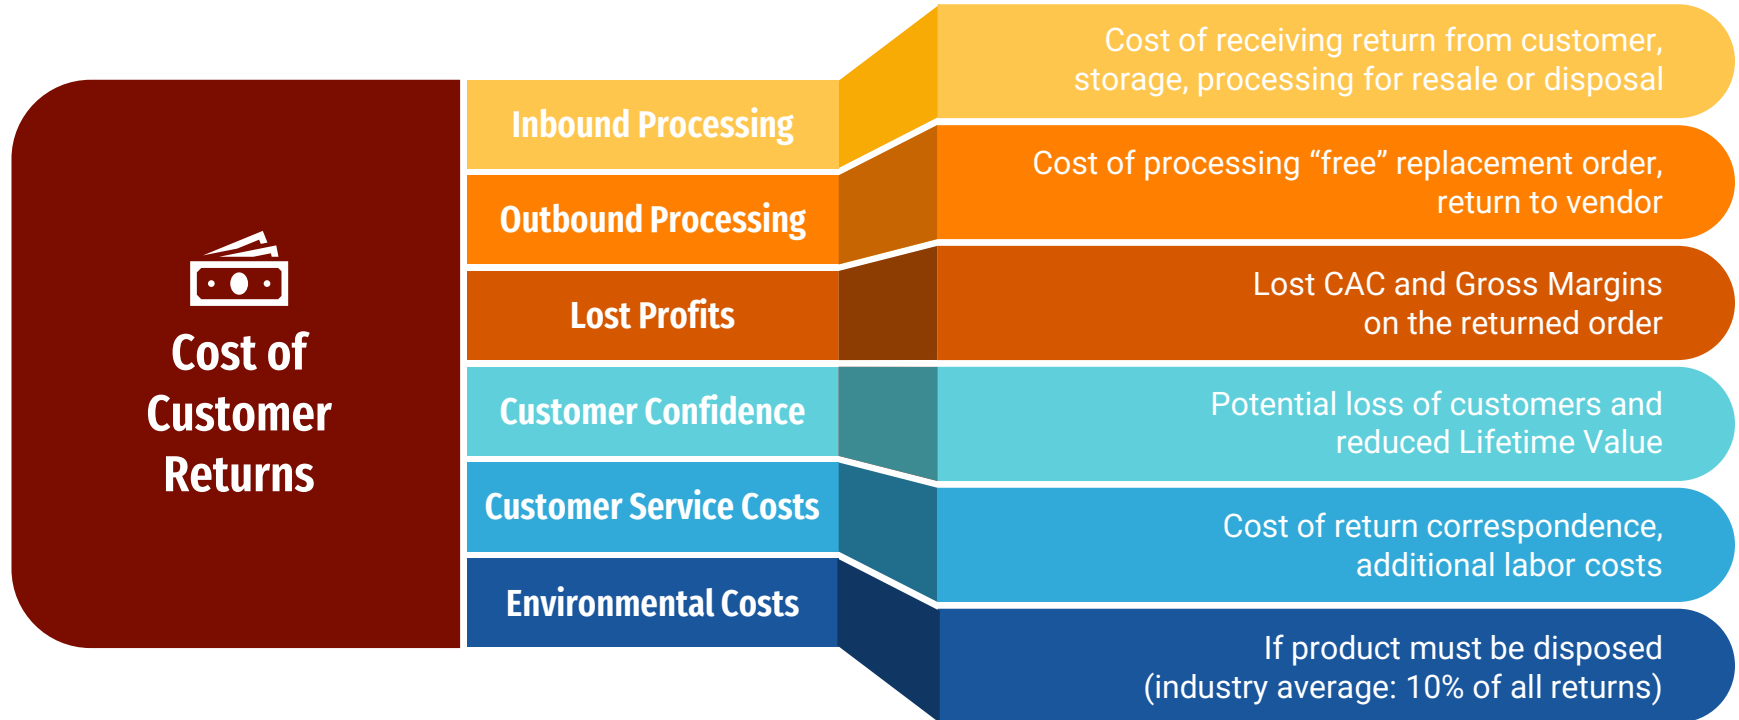 Cost of
Customer
Returns
Inbound Processing
Cost of receiving return from customer,
storage, processing for resale or disposal
Outbound Processing
Cost of processing “free” replacement order,
return to vendor
Lost Profits
Lost CAC and Gross Margins
on the returned order
Customer Confidence
Potential loss of customers and
reduced Lifetime Value
Customer Service Costs
Cost of return correspondence,
additional labor costs
Environmental Costs
If product must be disposed
(industry average: 10% of all returns)